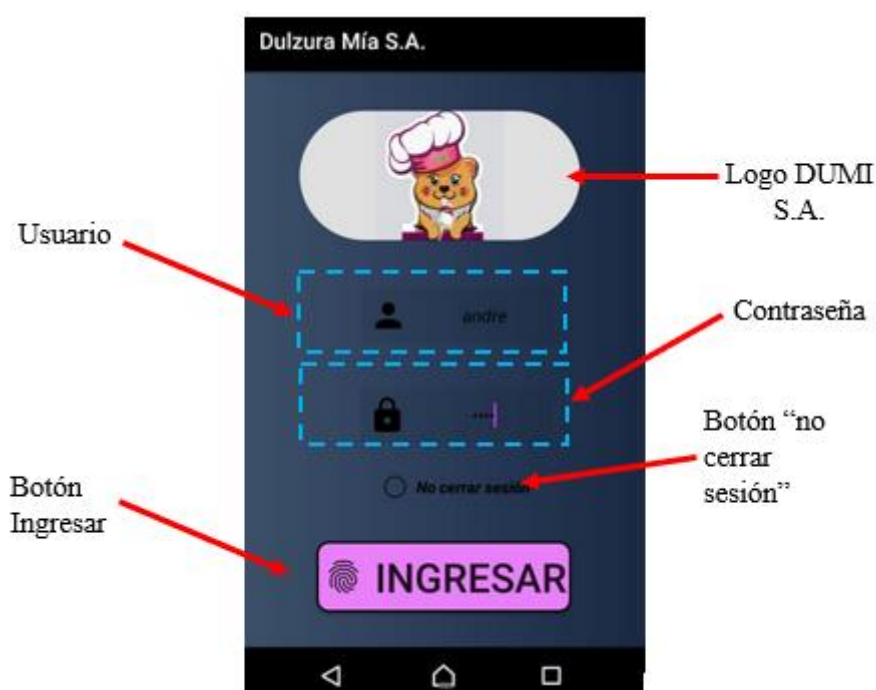 Dulzura Mía S.A.
Logo DUMI
S.A.
Usuario
andre
Contraseña
····
Botón “no
cerrar
sesión”
No cerrar sesión
Botón
Ingresar
INGRESAR